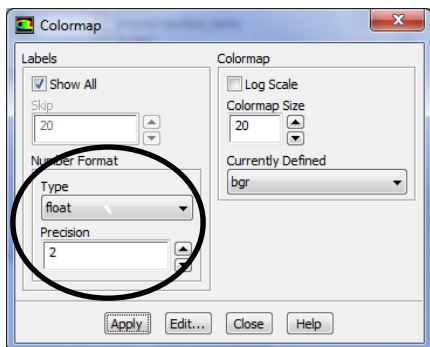 Colormap
Labels
Show All
Skip
20
Number Format
Type
float
Precision
2
Colormap
Log Scale
Colormap Size
20
Currently Defined
bgr
Apply Edit... Close Help